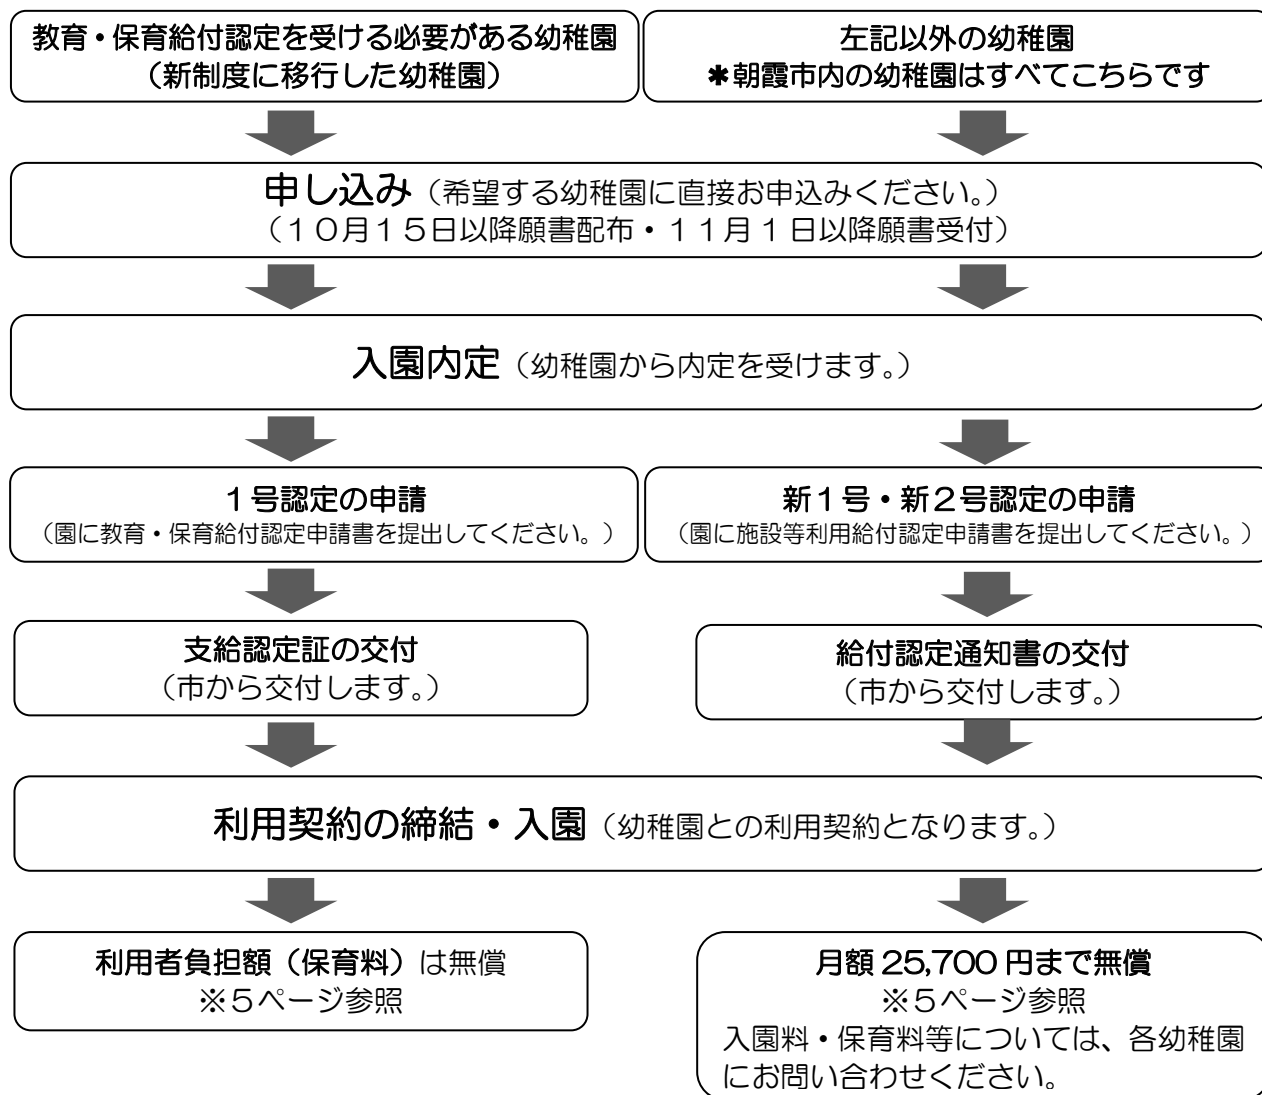 教育・保育給付認定を受ける必要がある幼稚園
（新制度に移行した幼稚園）
左記以外の幼稚園
＊朝霞市内の幼稚園はすべてこちらです
申し込み（希望する幼稚園に直接お申込みください。）
（１０月１５日以降願書配布・１１月１日以降願書受付）
入園内定（幼稚園から内定を受けます。）
１号認定の申請
（園に教育・保育給付認定申請書を提出してください。）
新１号・新２号認定の申請
（園に施設等利用給付認定申請書を提出してください。）
支給認定証の交付
（市から交付します。）
給付認定通知書の交付
（市から交付します。）
利用契約の締結・入園（幼稚園との利用契約となります。）
利用者負担額（保育料）は無償
※５ページ参照
月額 25,700 円まで無償
※５ページ参照
入園料・保育料等については、各幼稚園
にお問い合わせください。